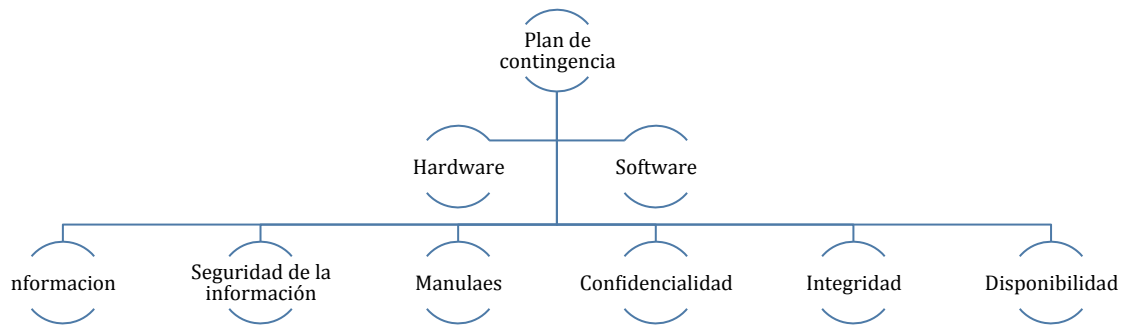 Plan de
contingencia
Hardware
Software
nformacion
Seguridad de la
información
Manulaes
Confidencialidad
Integridad
Disponibilidad